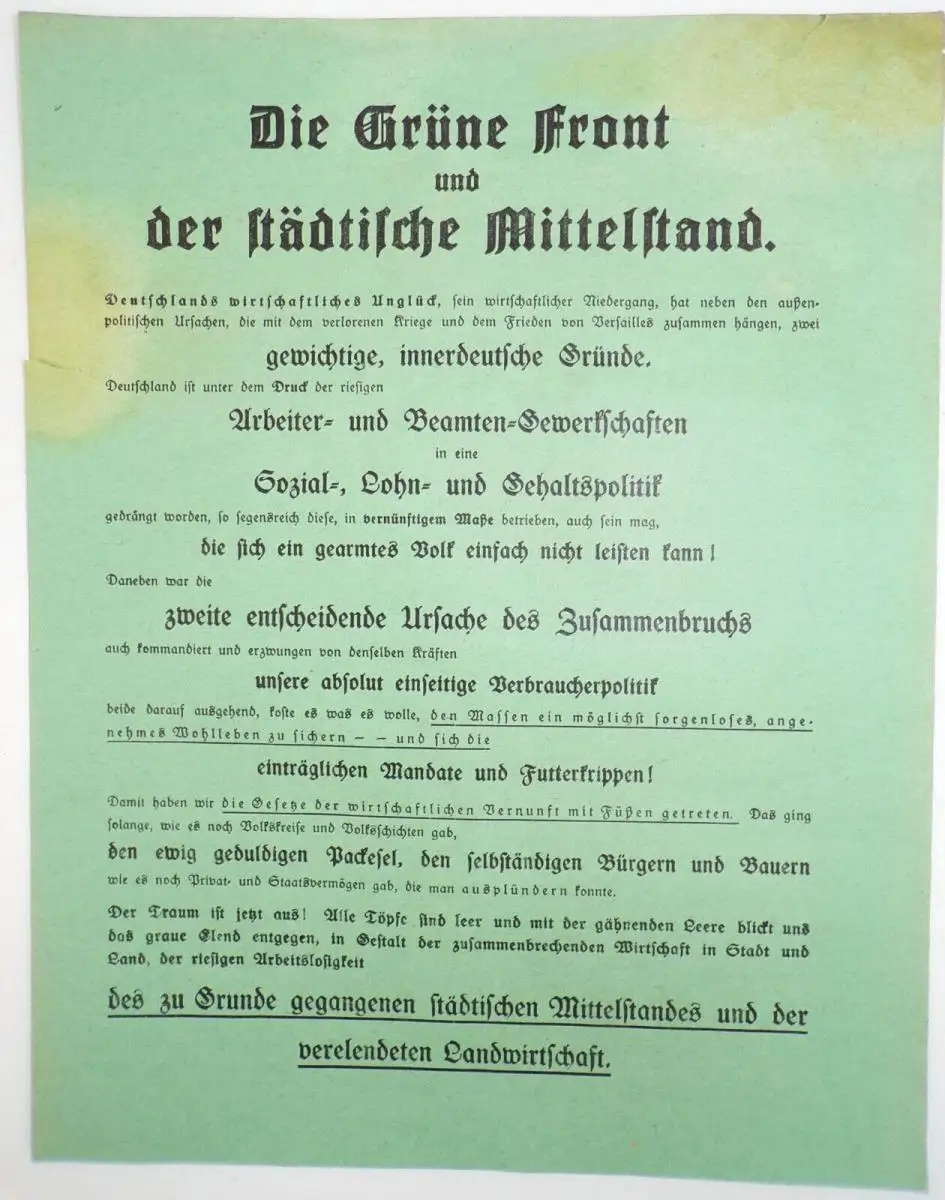 Die Grüne Front
und
der städtische Mittelstand.
Deutschlands wirtschaftliches Unglück, sein wirtschaftlicher Niedergang, hat neben den außen-
politischen Ursachen, die mit dem verlorenen Kriege und dem Frieden von Versailles zusammen hängen, zwei
gewichtige, innerdeutsche Gründe.
Deutschland ist unter dem Druck der riesigen
Arbeiter- und Beamten-Gewerkschaften
in eine
Sozial-, Lohn- und Gehaltspolitik
gedrängt worden, so segensreich diese, in vernünftigem Maße betrieben, auch sein mag,
die sich ein gearmtes Volk einfach nicht leisten kann!
Daneben war die
zweite entscheidende Ursache des Zusammenbruchs
auch kommandiert und erzwungen von denselben Kräften
unsere absolut einseitige Verbraucherpolitik
beide darauf ausgehend, koste es was es wolle, den Massen ein möglichst sorgenloses, ange-
nehmes Wohlleben zu sichern – – und sich die
einträglichen Mandate und Futterkrippen!
Damit haben wir die Gesetze der wirtschaftlichen Vernunft mit Füßen getreten. Das ging
solange, wie es noch Volkskreise und Volksschichten gab,
den ewig geduldigen Packesel, den selbständigen Bürgern und Bauern
wie es noch Privat- und Staatsvermögen gab, die man ausplündern konnte.
Der Traum ist jetzt aus! Alle Töpfe sind leer und mit der gähnenden Leere blickt uns
das graue Elend entgegen, in Gestalt der zusammenbrechenden Wirtschaft in Stadt und
Land, der riesigen Arbeitslosigkeit
des zu Grunde gegangenen städtischen Mittelstandes und der
verelendeten Landwirtschaft.